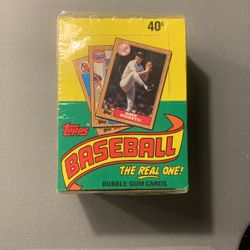 40¢
Topps
BASEBALL
THE REAL ONE!
BUBBLE GUM CARDS